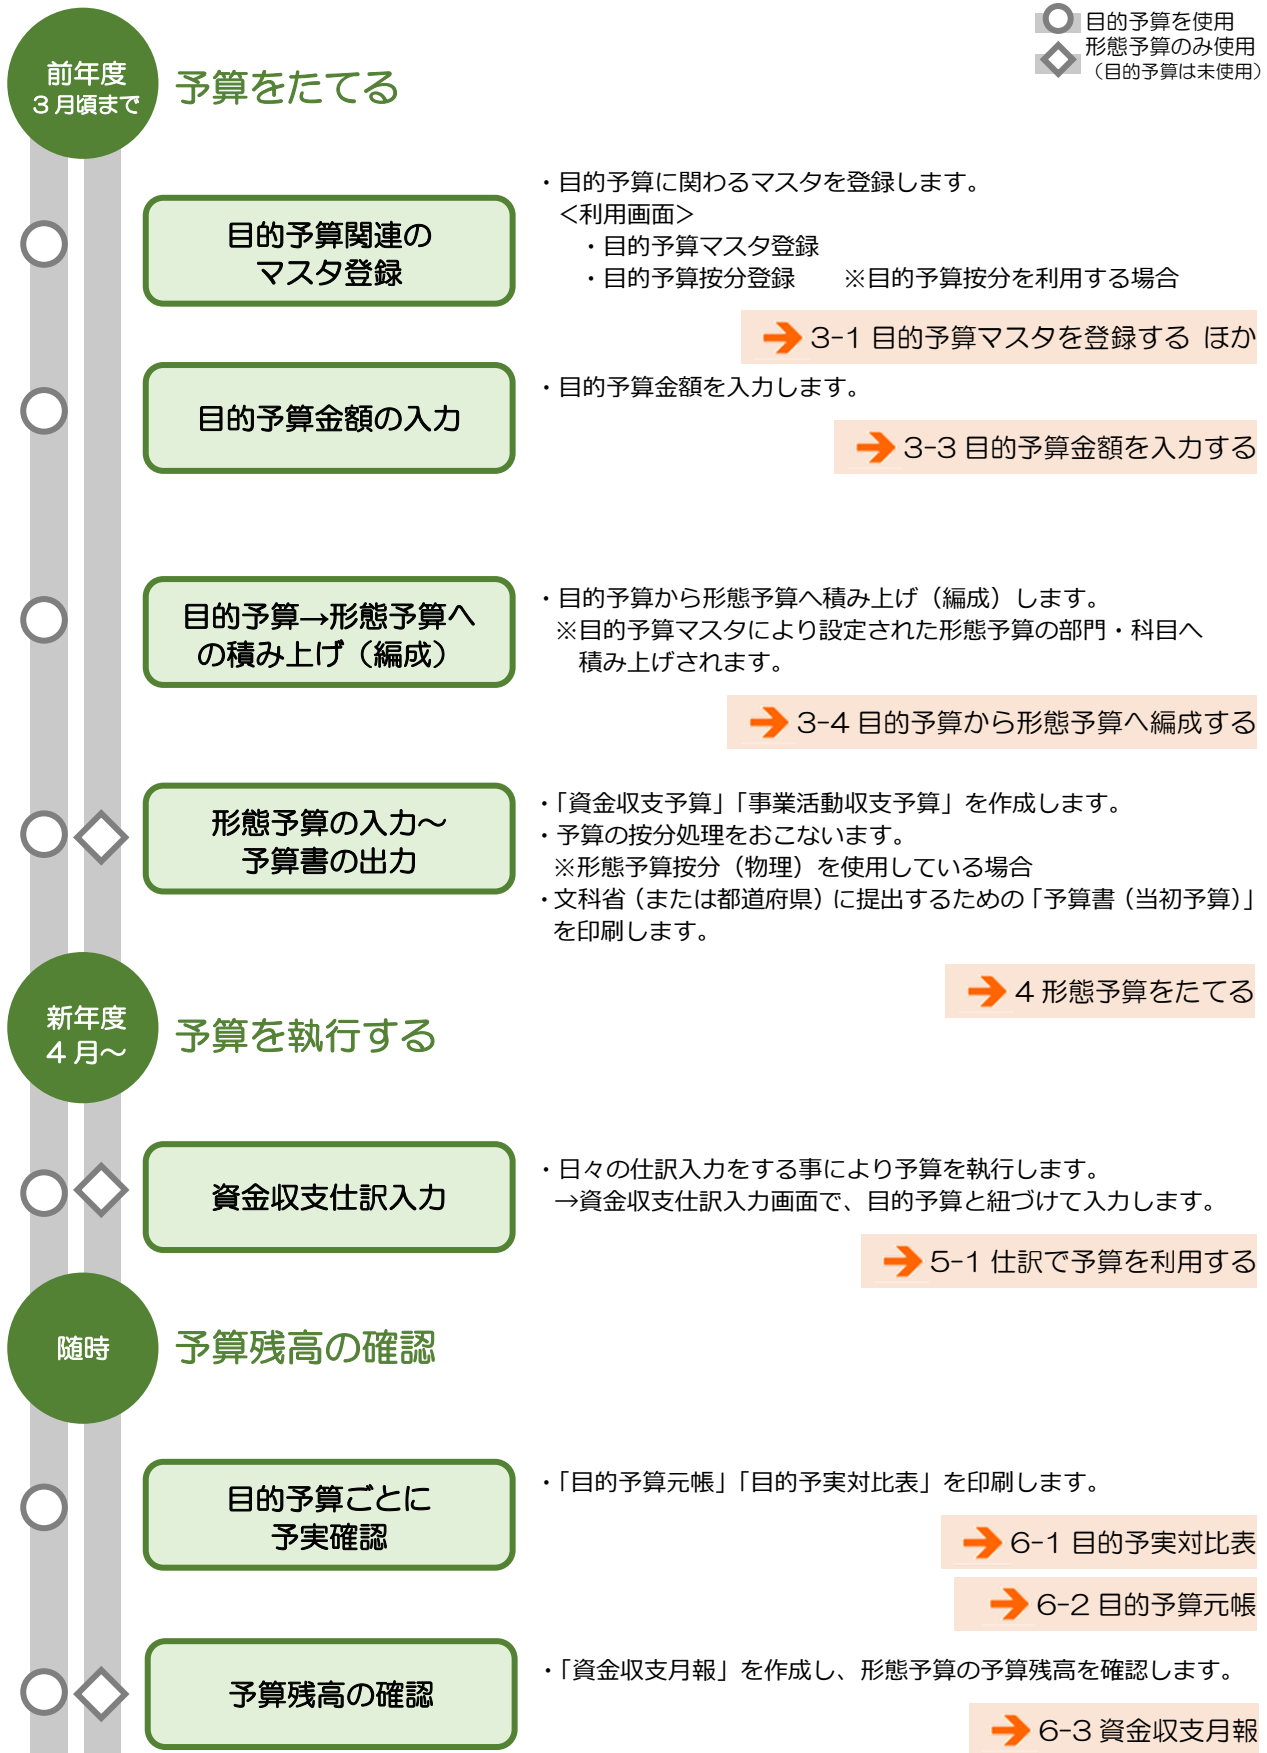 目的予算を使用
形態予算のみ使用
（目的予算は未使用）
前年度
3月頃まで
予算をたてる
目的予算関連の
マスタ登録
・目的予算に関わるマスタを登録します。
＜利用画面＞
・目的予算マスタ登録
・目的予算按分登録　　※目的予算按分を利用する場合
3-1 目的予算マスタを登録する ほか
目的予算金額の入力
・目的予算金額を入力します。
3-3 目的予算金額を入力する
目的予算→形態予算へ
の積み上げ（編成）
・目的予算から形態予算へ積み上げ（編成）します。
※目的予算マスタにより設定された形態予算の部門・科目へ
積み上げされます。
3-4 目的予算から形態予算へ編成する
形態予算の入力～
予算書の出力
・「資金収支予算」「事業活動収支予算」を作成します。
・予算の按分処理をおこないます。
※形態予算按分（物理）を使用している場合
・文科省（または都道府県）に提出するための「予算書（当初予算）」
を印刷します。
4 形態予算をたてる
新年度
4月～
予算を執行する
資金収支仕訳入力
・日々の仕訳入力をする事により予算を執行します。
→資金収支仕訳入力画面で、目的予算と紐づけて入力します。
5-1 仕訳で予算を利用する
随時
予算残高の確認
目的予算ごとに
予実確認
・「目的予算元帳」「目的予実対比表」を印刷します。
6-1 目的予実対比表
6-2 目的予算元帳
予算残高の確認
・「資金収支月報」を作成し、形態予算の予算残高を確認します。
6-3 資金収支月報